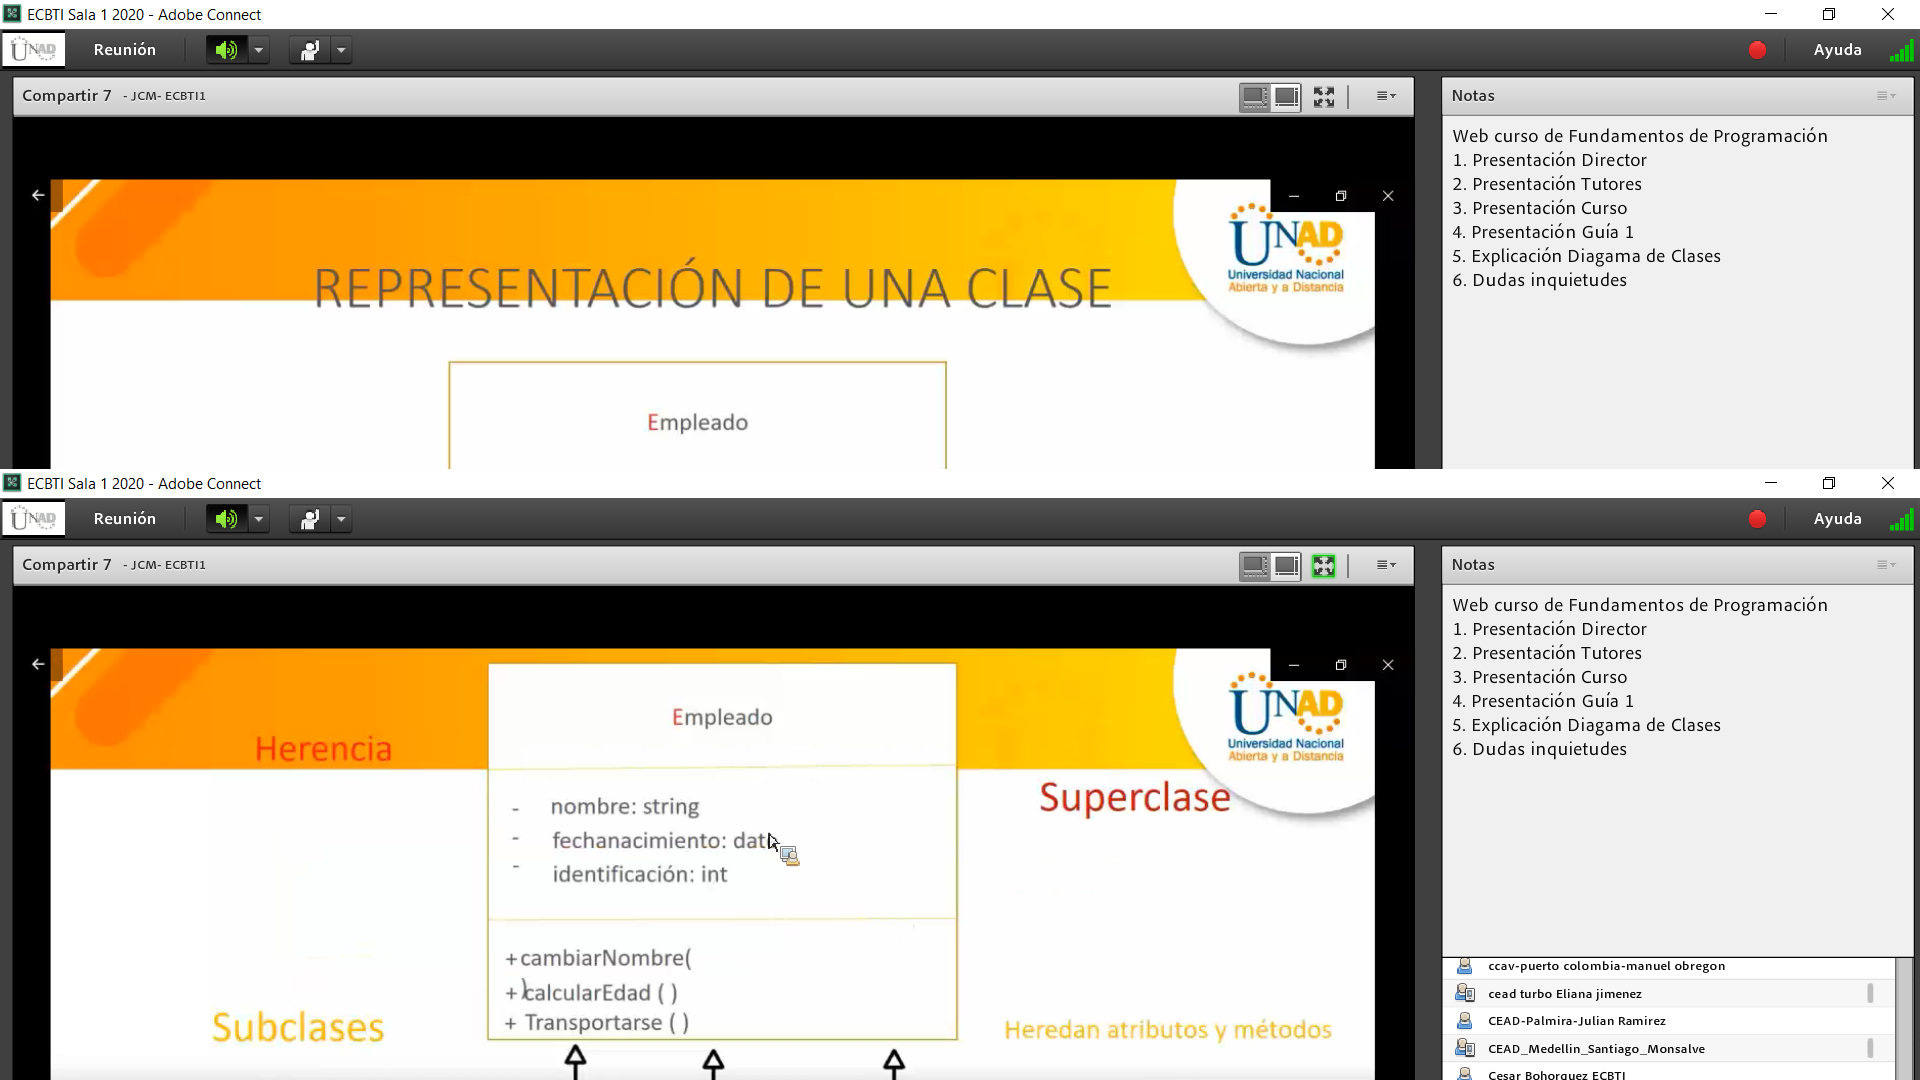 ECBTI Sala 1 2020 - Adobe Connect
UNAD Reunión Ayuda
Compartir 7 - JCM- ECBTI1
Notas
Web curso de Fundamentos de Programación
1. Presentación Director
2. Presentación Tutores
3. Presentación Curso
4. Presentación Guía 1
5. Explicación Diagama de Clases
6. Dudas inquietudes
REPRESENTACIÓN DE UNA CLASE
UNAD
Universidad Nacional
Abierta y a Distancia
Empleado
ECBTI Sala 1 2020 - Adobe Connect
UNAD Reunión Ayuda
Compartir 7 - JCM- ECBTI1
Notas
Web curso de Fundamentos de Programación
1. Presentación Director
2. Presentación Tutores
3. Presentación Curso
4. Presentación Guía 1
5. Explicación Diagama de Clases
6. Dudas inquietudes
UNAD
Universidad Nacional
Abierta y a Distancia
Herencia
Empleado
Superclase
- nombre: string
- fechanacimiento: dat
- identificación: int
+cambiarNombre(
)
+ calcularEdad ( )
+ Transportarse ( )
Subclases
Heredan atributos y métodos
ccav-puerto colombia-manuel obregon
cead turbo Eliana jimenez
CEAD-Palmira-Julian Ramirez
CEAD_Medellin_Santiago_Monsalve
Cesar Bohorquez ECBTI